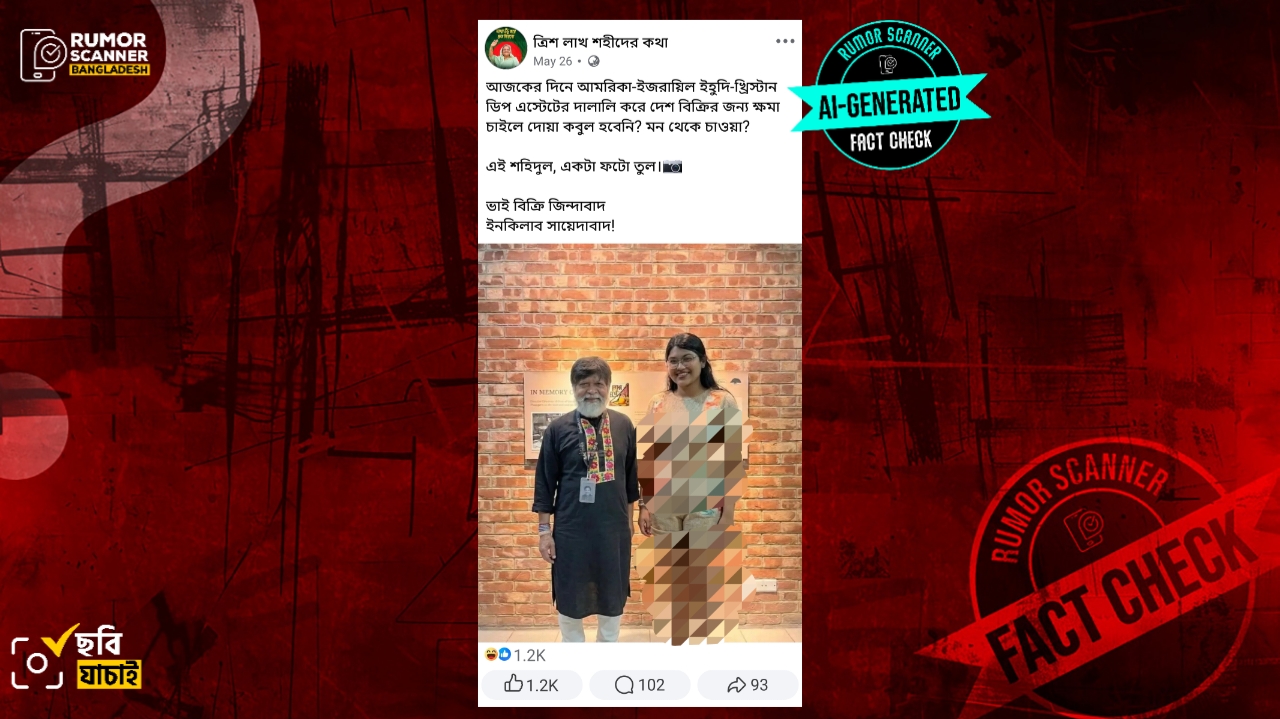 RUMOR
SCANNER
BANGLADESH
ত্রিশ লাখ শহীদের কথা
May 26
আজকের দিনে আমরিকা-ইজরায়িল ইহুদি-খ্রিস্টান
ডিপ এস্টেটের দালালি করে দেশ বিক্রির জন্য ক্ষমা
চাইলে দোয়া কবুল হবেনি? মন থেকে চাওয়া?
এই শহিদুল, একটা ফটো তুল।📷
ভাই বিক্রি জিন্দাবাদ
ইনকিলাব সায়েদাবাদ!
IN MEMORY
1.2K
1.2K
102
93
RUMOR SCANNER
AI-GENERATED
FACT CHECK
RUMOR SCANNER
FACT CHECK
ছবি
যাচাই